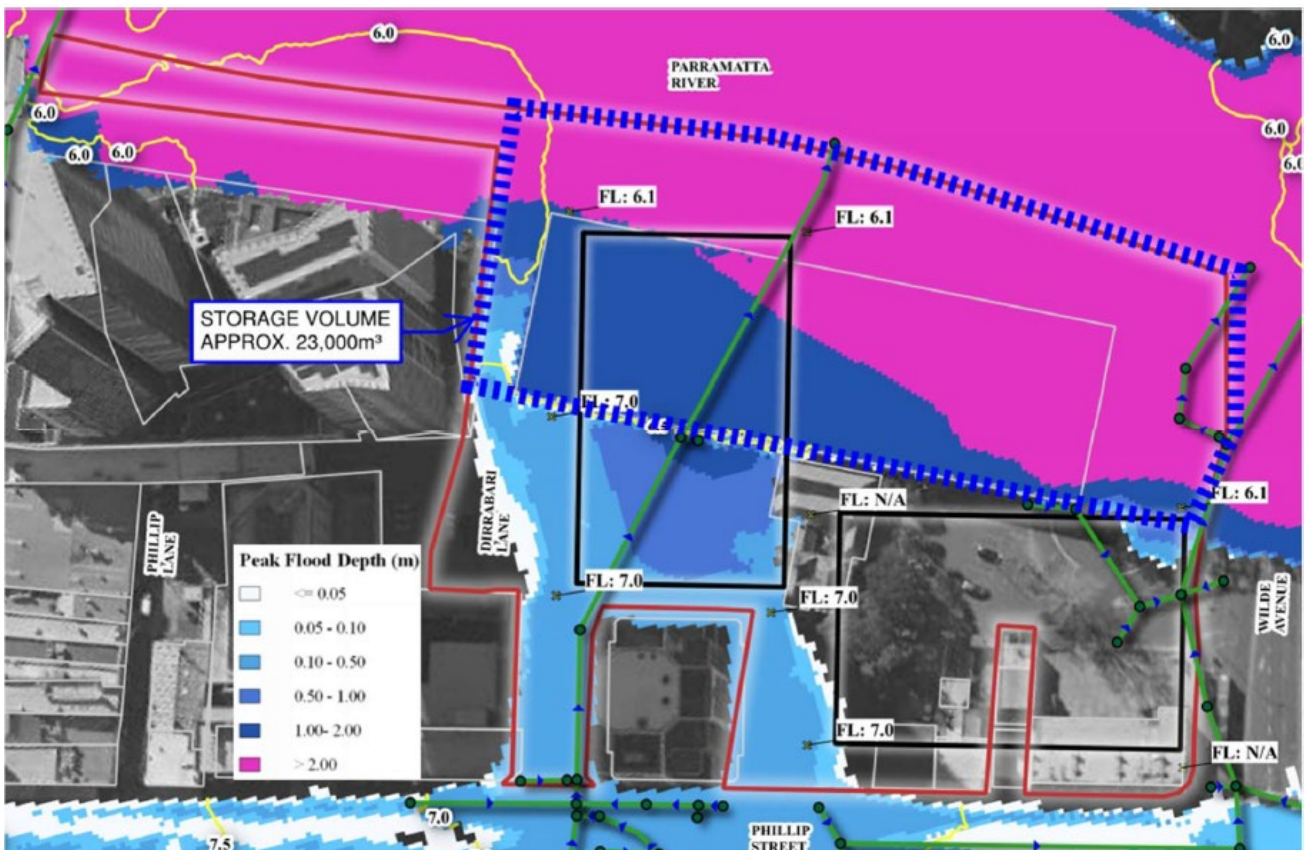 6.0
6.0
PARRAMATTA
RIVER
6.0
6.0
6.0
6.0
6.0
FL: 6.1
FL: 6.1
STORAGE VOLUME
APPROX. 23,000m³
FL: 7.0
FL: 6.1
FL: N/A
PHILLIP
LANE
DIRRABARI
LANE
Peak Flood Depth (m)
<= 0.05
0.05 - 0.10
0.10 - 0.50
0.50 - 1.00
1.00- 2.00
> 2.00
FL: 7.0
FL: 7.0
WILDE
AVENUE
FL: 7.0
FL: N/A
7.0
7.5
PHILLIP
STREET